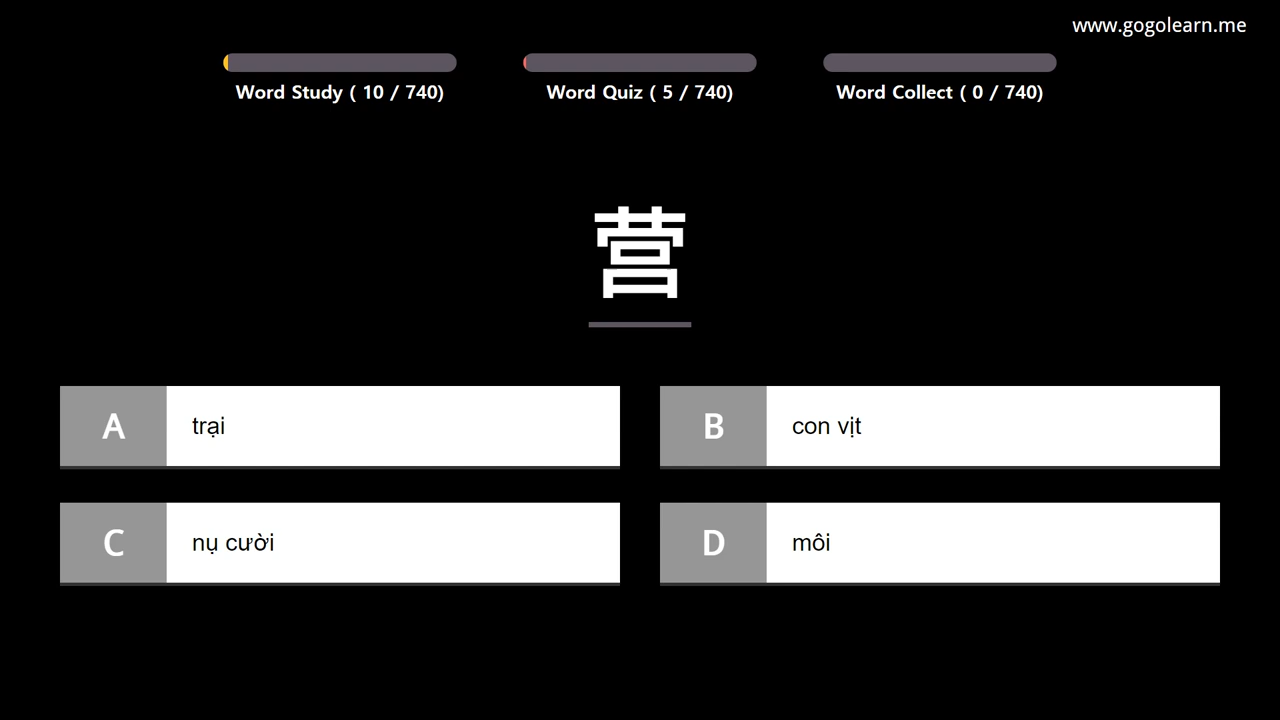 www.gogolearn.me
Word Study ( 10 / 740)
Word Quiz ( 5 / 740)
Word Collect ( 0 / 740)
营
A trại
B con vịt
C nụ cười
D môi